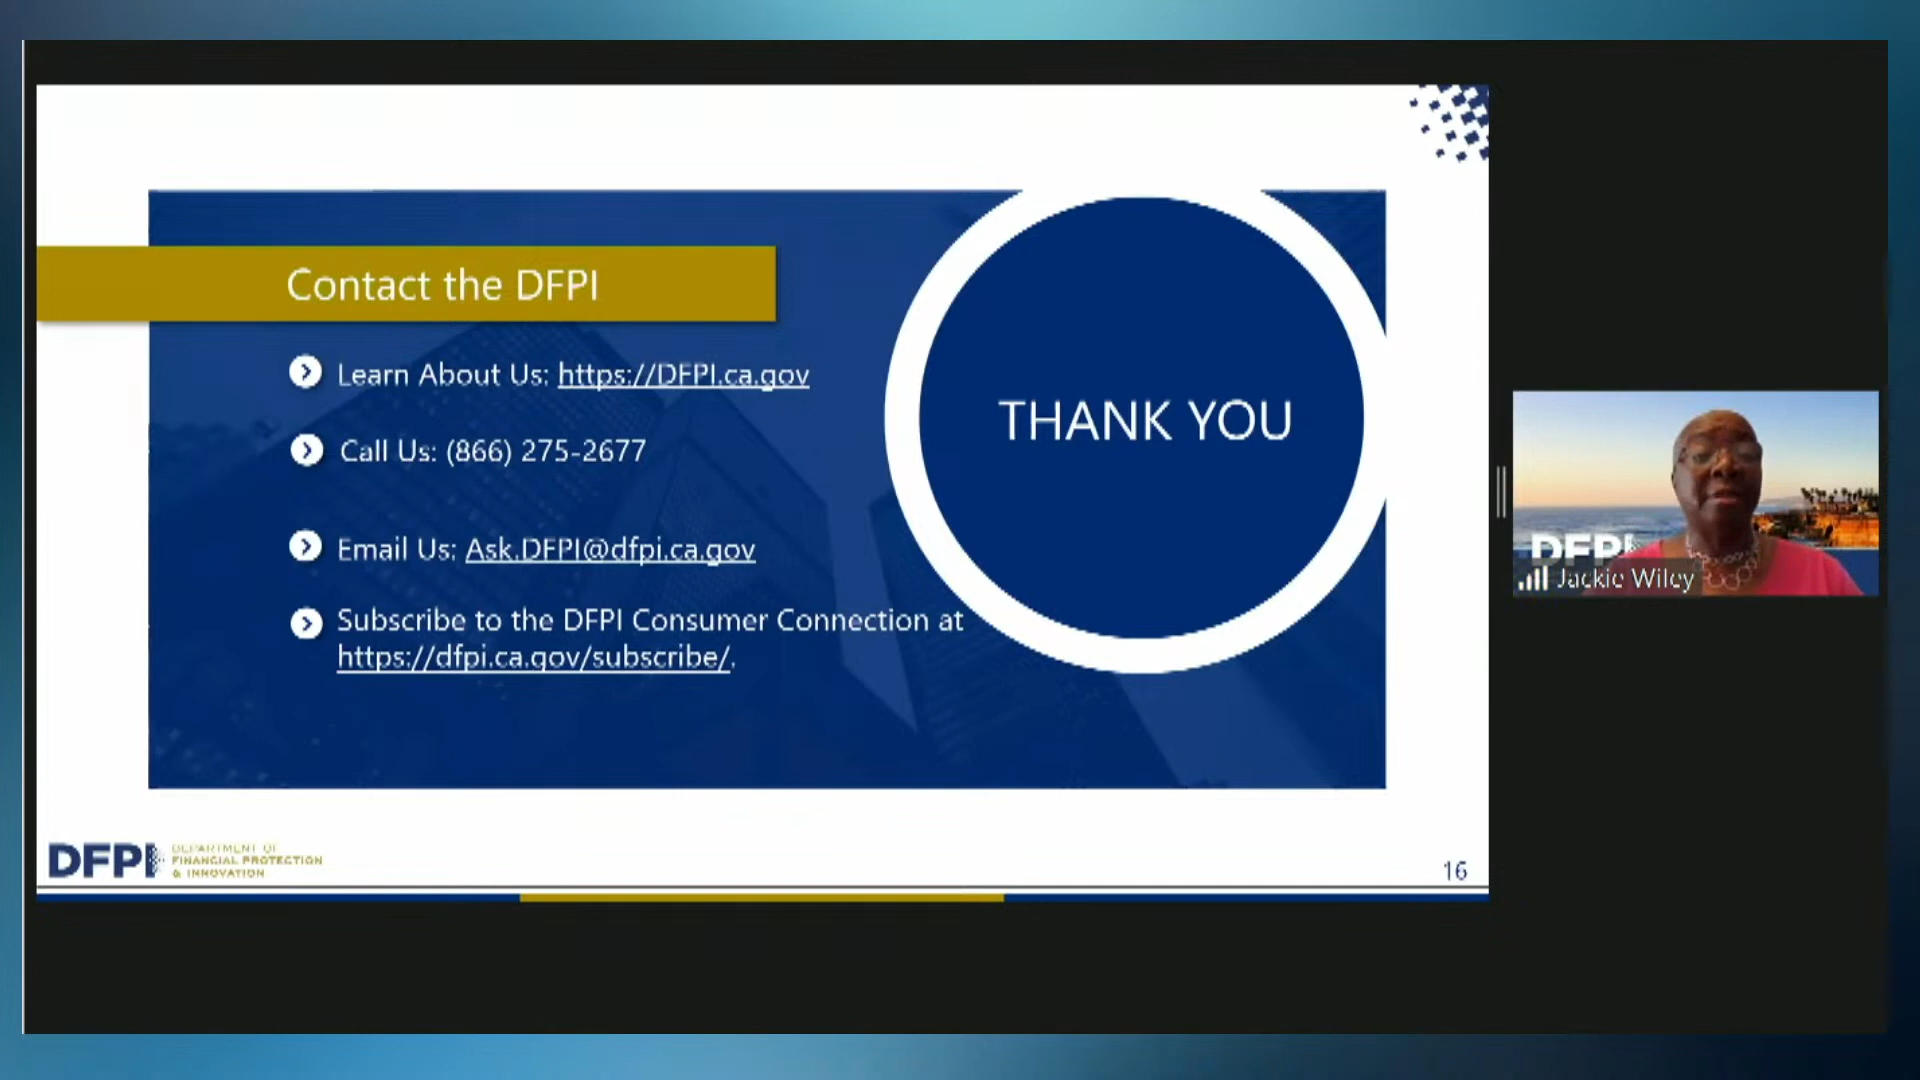 Contact the DFPI
Learn About Us: https://DFPI.ca.gov
Call Us: (866) 275-2677
Email Us: Ask.DFPI@dfpi.ca.gov
Subscribe to the DFPI Consumer Connection at
https://dfpi.ca.gov/subscribe/.
THANK YOU
DFPI
Jackie Wiley
DFPI
DEPARTMENT OF
FINANCIAL PROTECTION
& INNOVATION
16